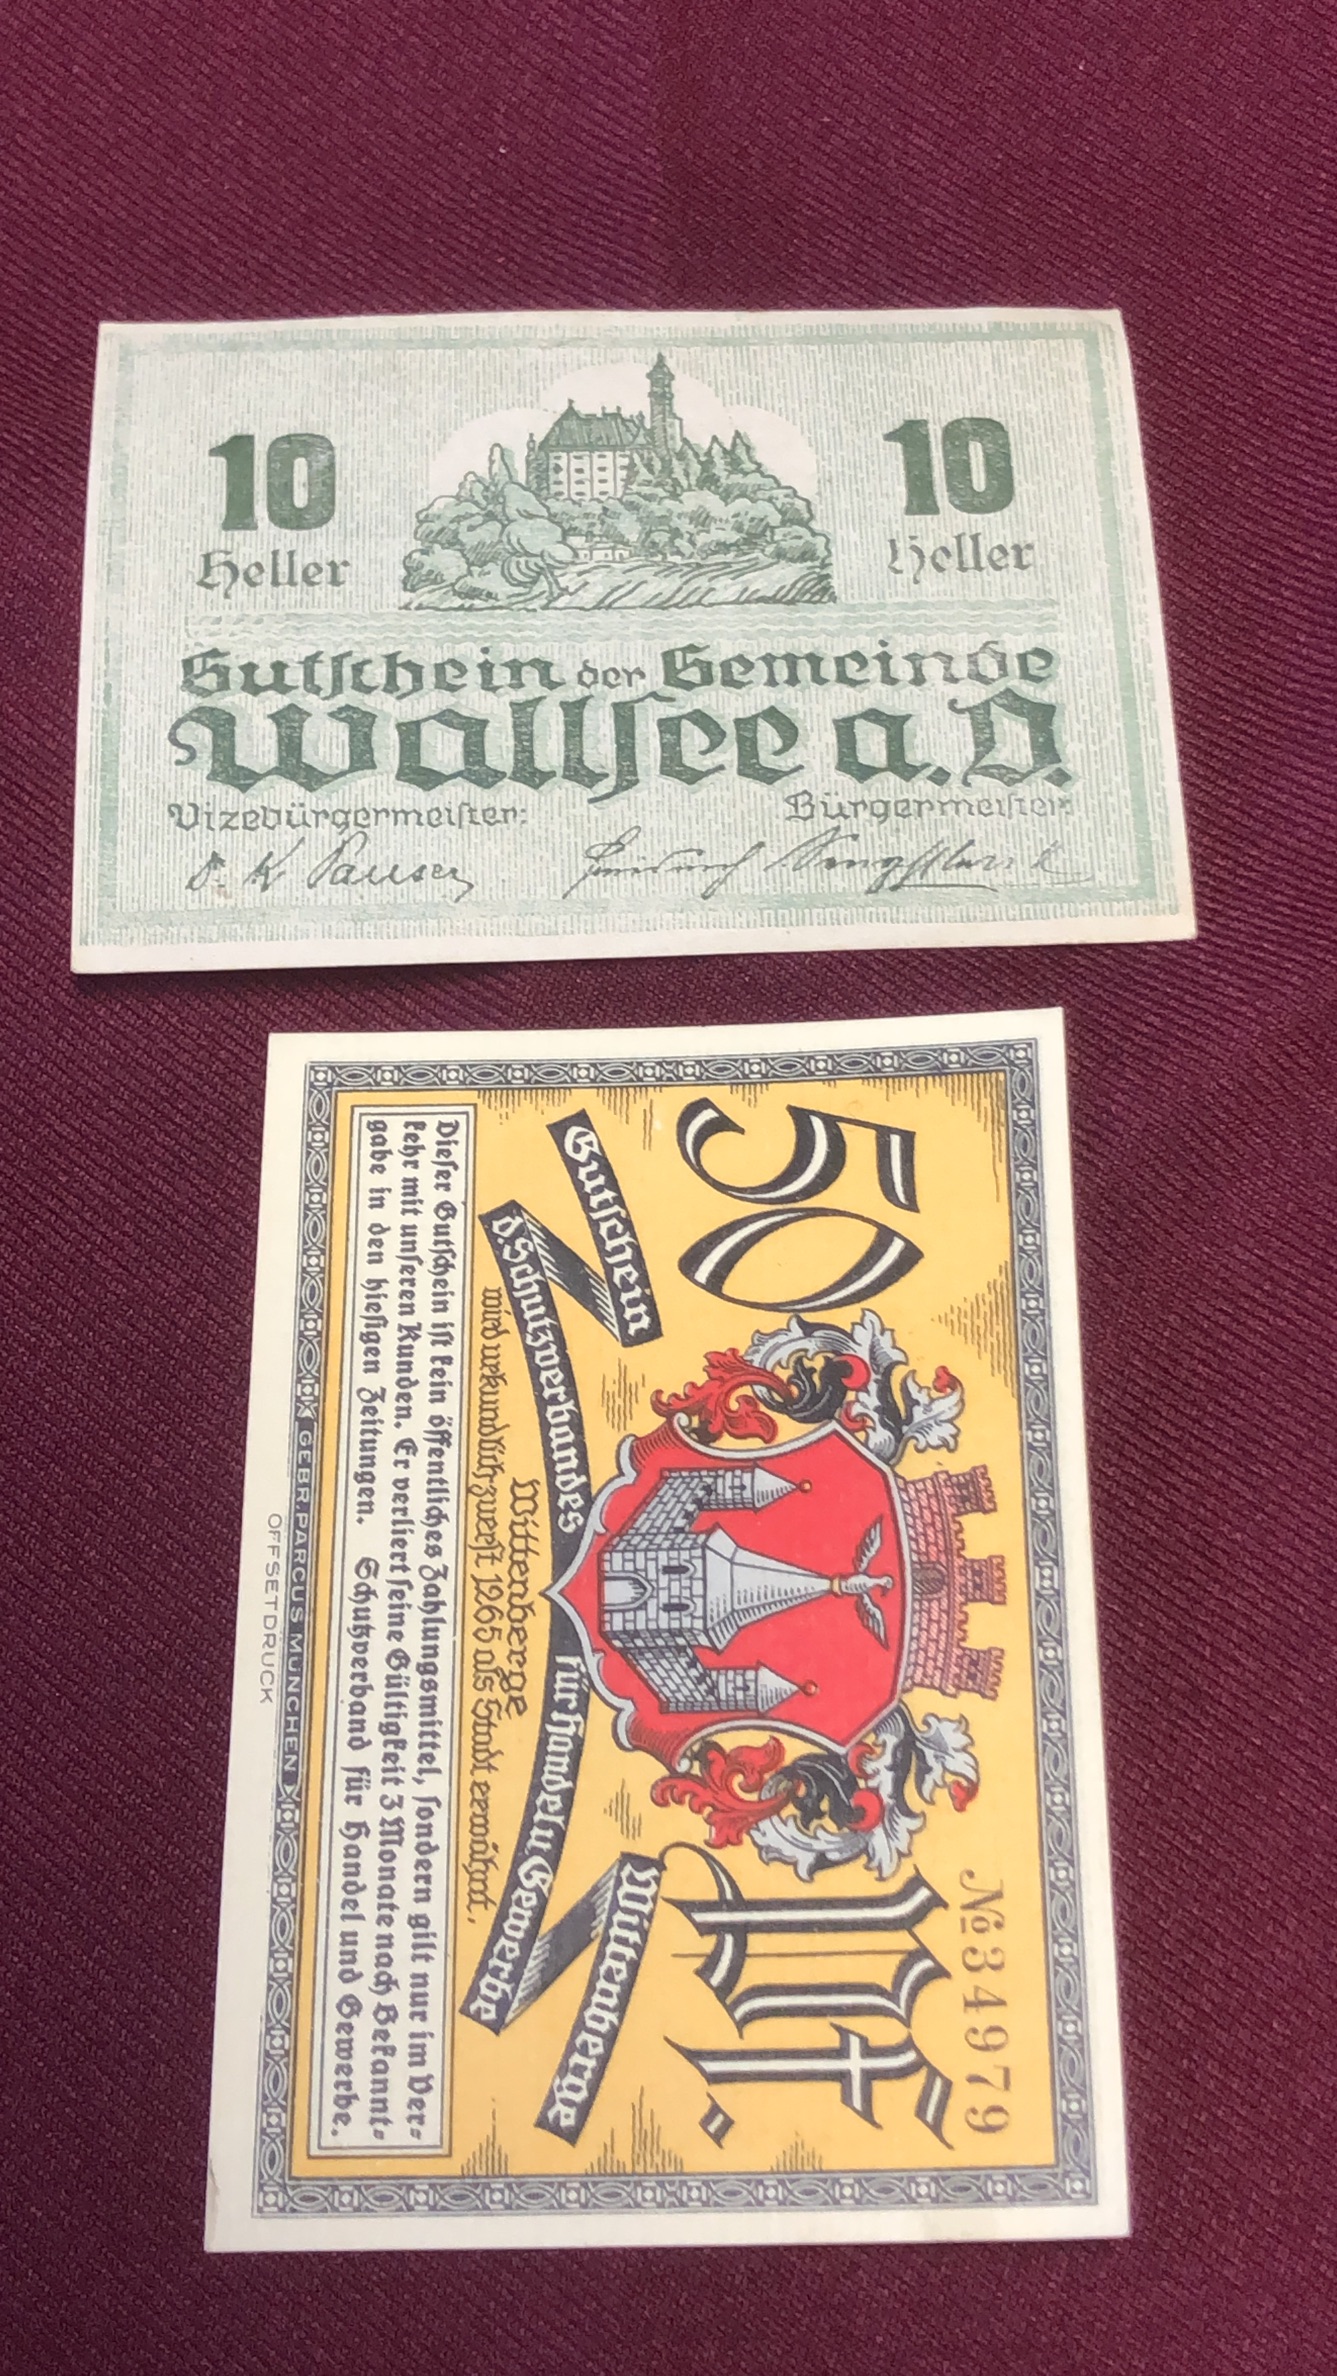 10
10
Heller
Heller
Gutschein der Gemeinde
Wallsee a. D.
Vizebürgermeister:
Bürgermeister:
Nº 34979
50
Pf.
Gutschein
d. Schutzverbandes
für Handel u. Gewerbe
Wittenberge
Wittenberge
wird urkundlich zuerst 1265 als Stadt erwähnt.
Dieser Gutschein ist kein öffentliches Zahlungsmittel, sondern gilt nur im Ver-
kehr mit unseren Kunden. Er verliert seine Gültigkeit 3 Monate nach Bekannt-
gabe in den hiesigen Zeitungen. Schutzverband für Handel und Gewerbe.
GEBR. PARCUS MÜNCHEN
OFFSETDRUCK